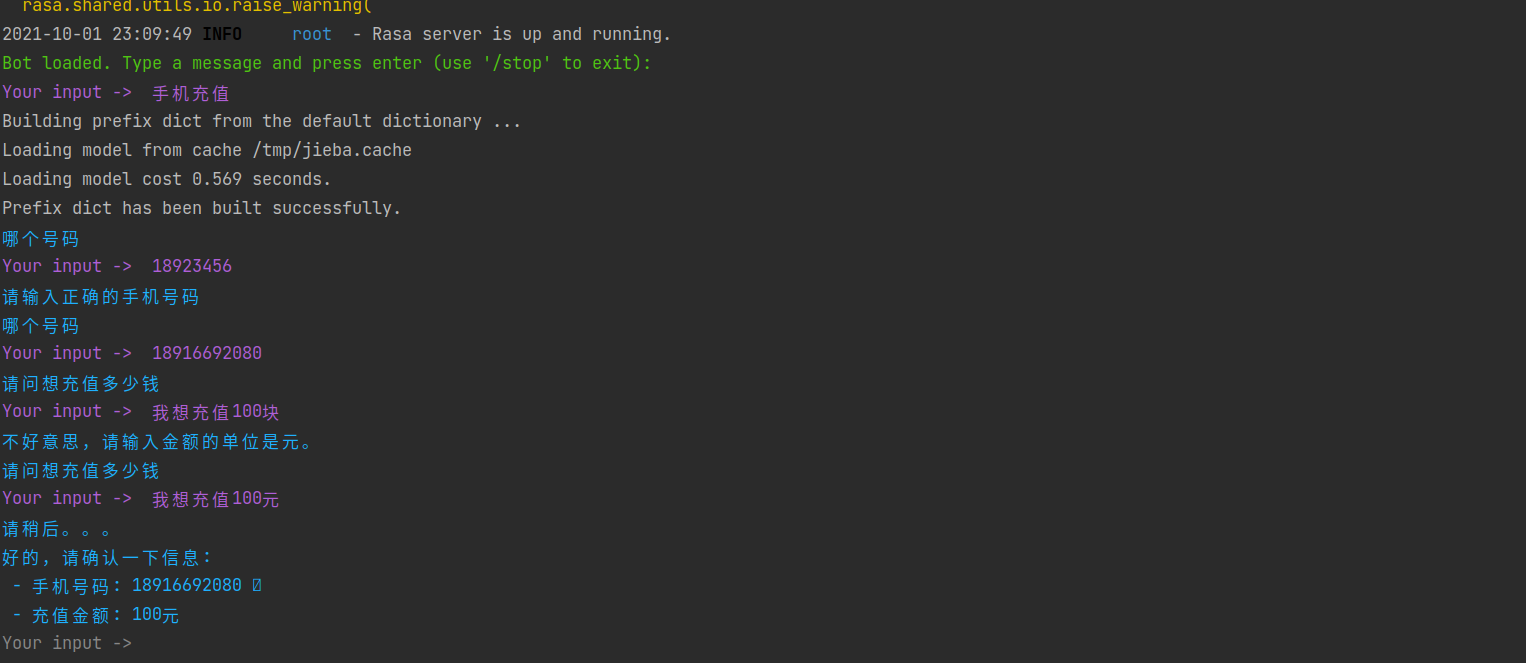 rasa.shared.utils.io.raise_warning(
2021-10-01 23:09:49 INFO     root  - Rasa server is up and running.
Bot loaded. Type a message and press enter (use '/stop' to exit):
Your input ->  手机充值
Building prefix dict from the default dictionary ...
Loading model from cache /tmp/jieba.cache
Loading model cost 0.569 seconds.
Prefix dict has been built successfully.
哪个号码
Your input ->  18923456
请输入正确的手机号码
哪个号码
Your input ->  18916692080
请问想充值多少钱
Your input ->  我想充值100块
不好意思，请输入金额的单位是元。
请问想充值多少钱
Your input ->  我想充值100元
请稍后。。。
好的，请确认一下信息：
 - 手机号码：18916692080
 - 充值金额：100元
Your input ->